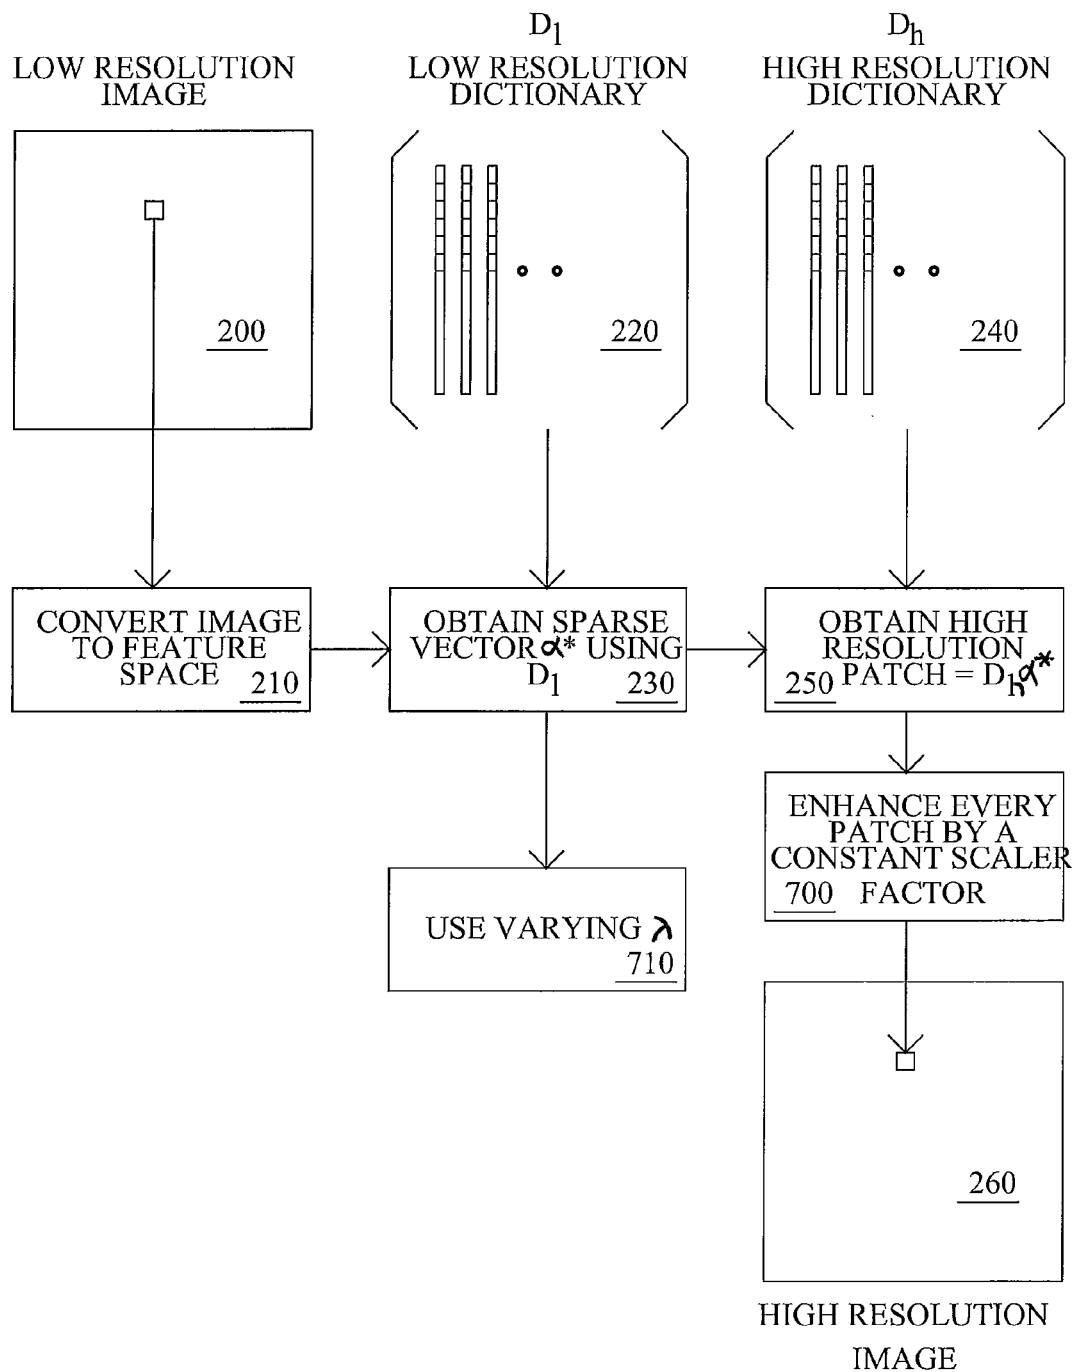 LOW RESOLUTION
IMAGE
200
D1
LOW RESOLUTION
DICTIONARY
220
Dh
HIGH RESOLUTION
DICTIONARY
240
CONVERT IMAGE
TO FEATURE
SPACE
210
OBTAIN SPARSE
VECTOR α* USING
D1
230
OBTAIN HIGH
RESOLUTION
PATCH = Dhα*
250
ENHANCE EVERY
PATCH BY A
CONSTANT SCALER
700 FACTOR
USE VARYING λ
710
260
HIGH RESOLUTION
IMAGE